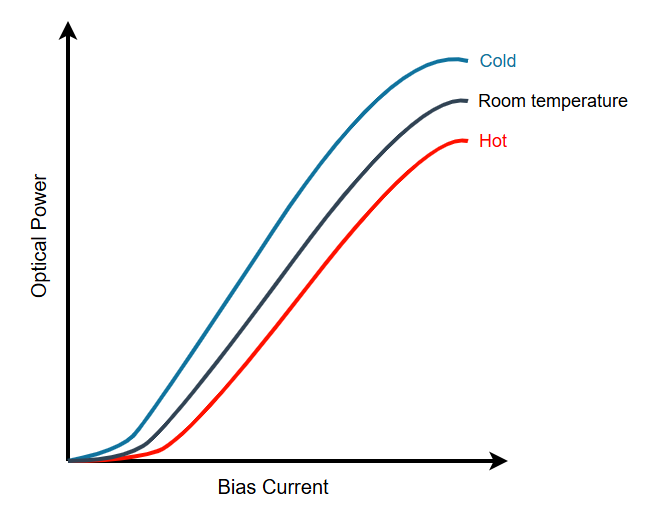 Cold
Room temperature
Hot
Optical Power
Bias Current